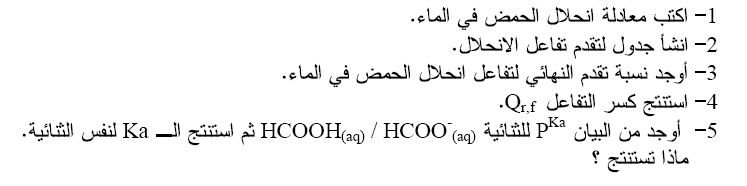 1− اكتب معادلة انحلال الحمض في الماء.
2− انشأ جدول لتقدم تفاعل الانحلال.
3− أوجد نسبة تقدم النهائي لتفاعل انحلال الحمض في الماء.
4− استنتج كسر التفاعل Qr,f.
5− أوجد من البيان P^Ka للثنائية HCOOH(aq) / HCOO^-(aq) ثم استنتج الـــ Ka لنفس الثنائية.
ماذا تستنتج ؟